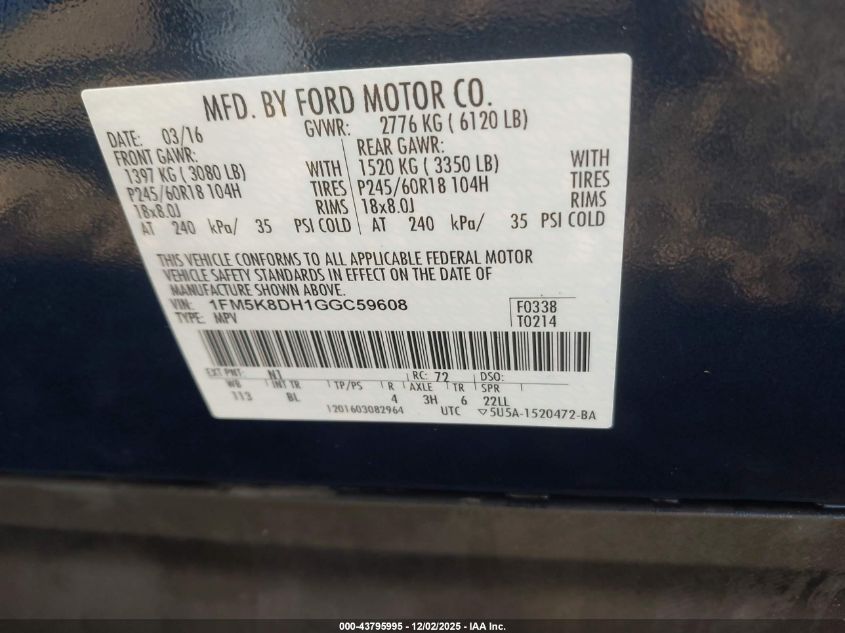 MFD. BY FORD MOTOR CO.
DATE: 03/16 GVWR: 2776 KG ( 6120 LB)
FRONT GAWR: REAR GAWR:
1397 KG ( 3080 LB) WITH 1520 KG ( 3350 LB) WITH
P245/60R18 104H TIRES P245/60R18 104H TIRES
18x8.0J RIMS 18x8.0J RIMS
AT 240 kPa/ 35 PSI COLD AT 240 kPa/ 35 PSI COLD
THIS VEHICLE CONFORMS TO ALL APPLICABLE FEDERAL MOTOR
VEHICLE SAFETY STANDARDS IN EFFECT ON THE DATE OF
MANUFACTURE SHOWN ABOVE.
VIN: 1FM5K8DH1GGC59608 F0338
TYPE: MPV T0214
EXT PNT: N1 RC: 72 DSO:
WB INT TR TP/PS R AXLE TR SPR
113 BL 4 3H 6 22LL
1201603082964 UTC ▽5U5A-1520472-BA
000-43795995 - 12/02/2025 - IAA Inc.